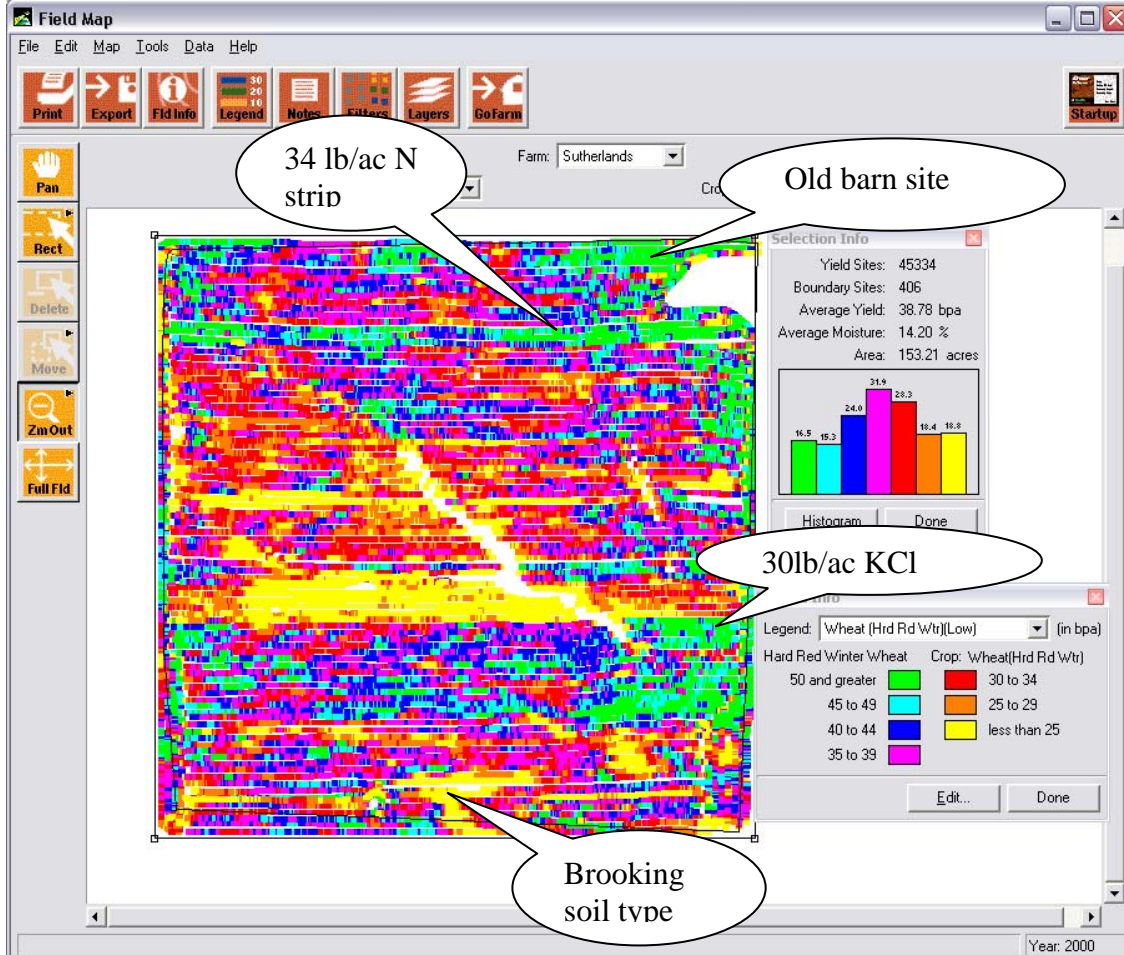 Field Map
File Edit Map Tools Data Help
Print Export Fld Info Legend 30 20 10 Notes Filters Layers GoFarm Startup
Farm: Sutherlands
34 lb/ac N
strip
Old barn site
Pan
Rect
Delete
Move
Zm Out
Full Fld
Selection Info
Yield Sites: 45334
Boundary Sites: 406
Average Yield: 38.78 bpa
Average Moisture: 14.20 %
Area: 153.21 acres
16.5 15.3 24.0 31.9 28.3 18.4 18.8
Histogram Done
30lb/ac KCl
Info
Legend: Wheat (Hrd Rd Wtr)(Low) (in bpa)
Hard Red Winter Wheat Crop: Wheat(Hrd Rd Wtr)
50 and greater 30 to 34
45 to 49 25 to 29
40 to 44 less than 25
35 to 39
Edit... Done
Brooking
soil type
Year: 2000